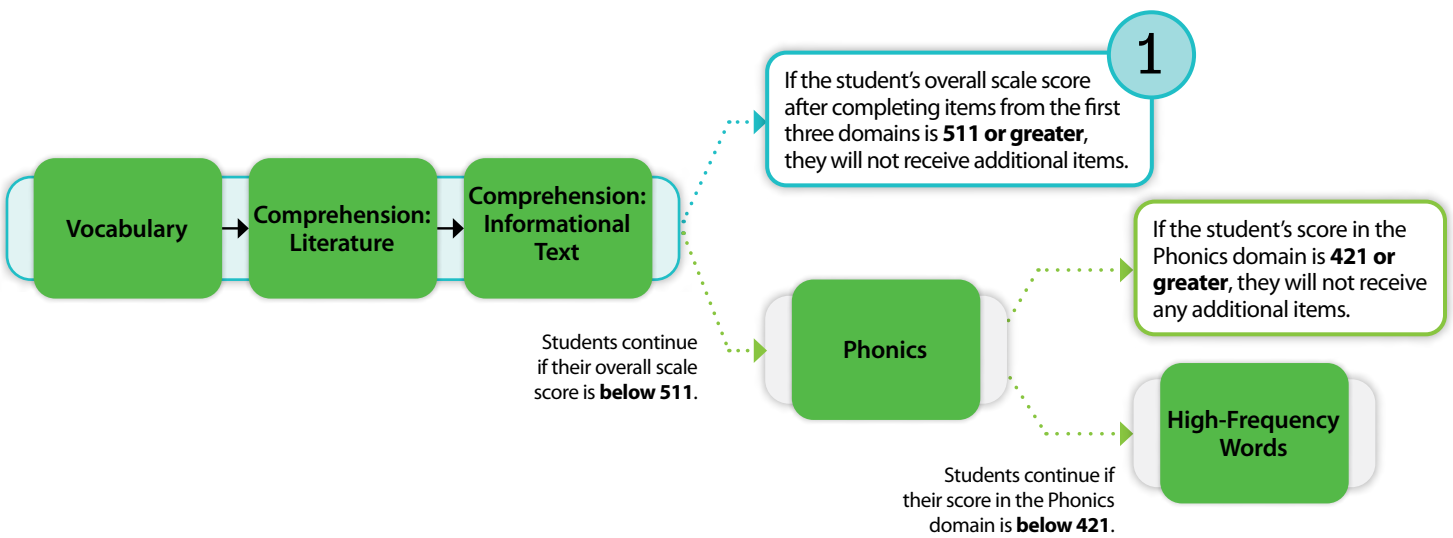 1
If the student’s overall scale score
after completing items from the first
three domains is 511 or greater,
they will not receive additional items.
Vocabulary
Comprehension:
Literature
Comprehension:
Informational
Text
Students continue
if their overall scale
score is below 511.
Phonics
If the student’s score in the
Phonics domain is 421 or
greater, they will not receive
any additional items.
Students continue if
their score in the Phonics
domain is below 421.
High-Frequency
Words